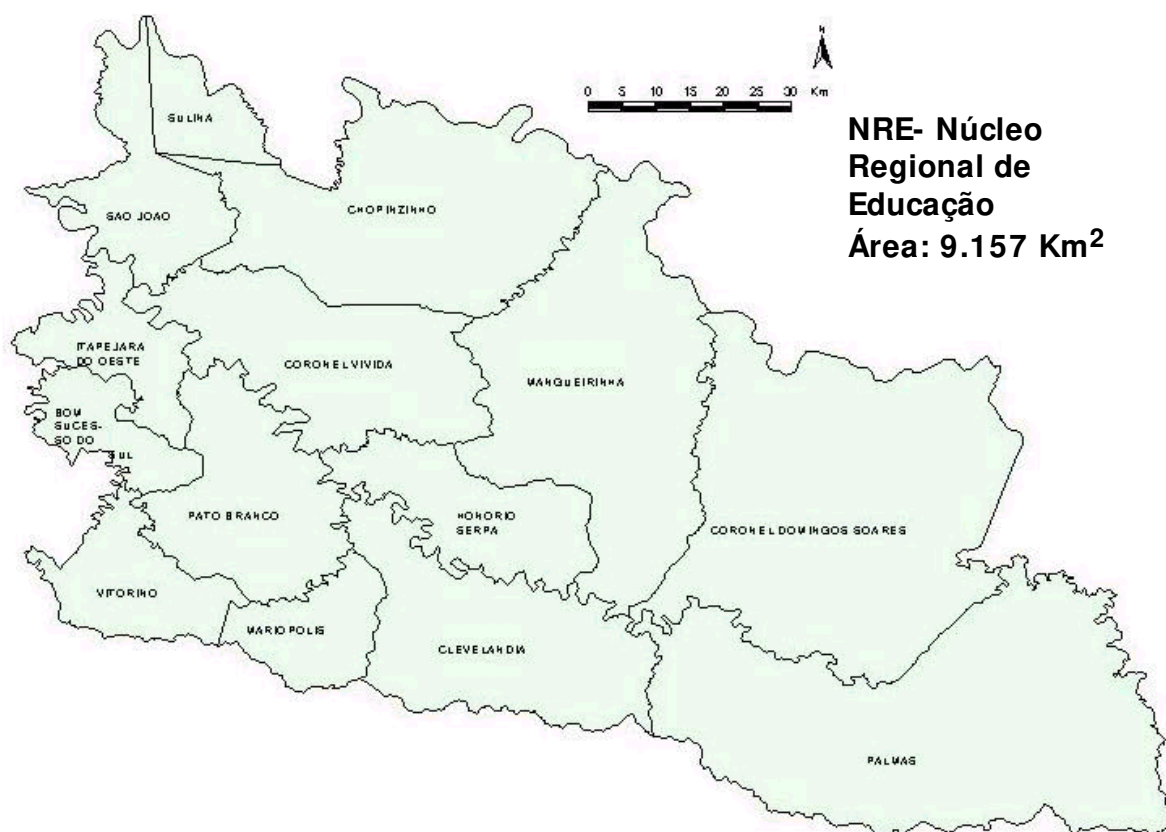 N
0 5 10 15 20 25 30 Km
NRE- Núcleo
Regional de
Educação
Área: 9.157 Km²
SULINA
SAO JOAO
CHOPINZINHO
ITAPEJARA
DO OESTE
CORONEL VIVIDA
MANGUEIRINHA
BOM
SUCES-
SO DO
SUL
PATO BRANCO
HONORIO
SERPA
CORONEL DOMINGOS SOARES
VITORINO
MARIOPOLIS
CLEVELANDIA
PALMAS